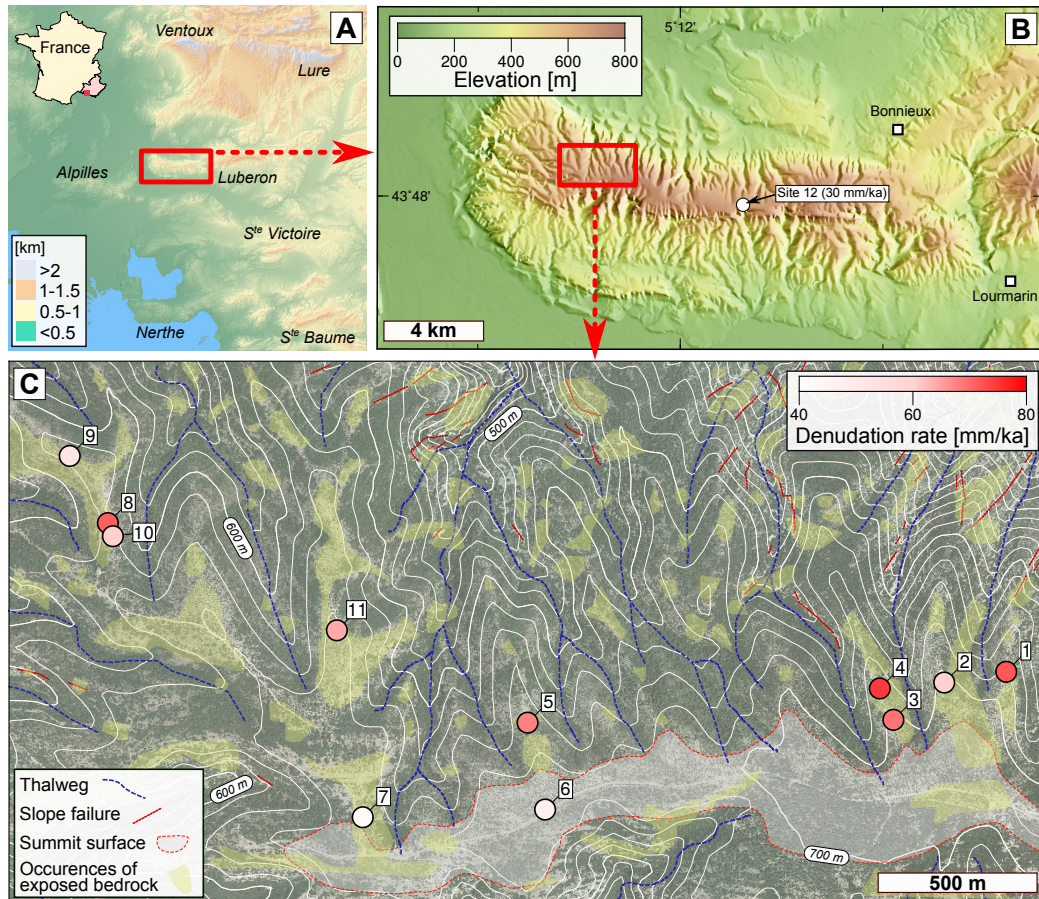 A
France
Ventoux
Lure
Alpilles
Luberon
Ste Victoire
[km]
>2
1-1.5
0.5-1
<0.5
Nerthe
Ste Baume
5°12'
B
0 200 400 600 800
Elevation [m]
Bonnieux
43°48'
Site 12 (30 mm/ka)
Lourmarin
4 km
C
40 60 80
Denudation rate [mm/ka]
500 m
9
8
10
600 m
11
1
2
4
3
5
6
7
600 m
700 m
Thalweg
Slope failure
Summit surface
Occurences of
exposed bedrock
500 m